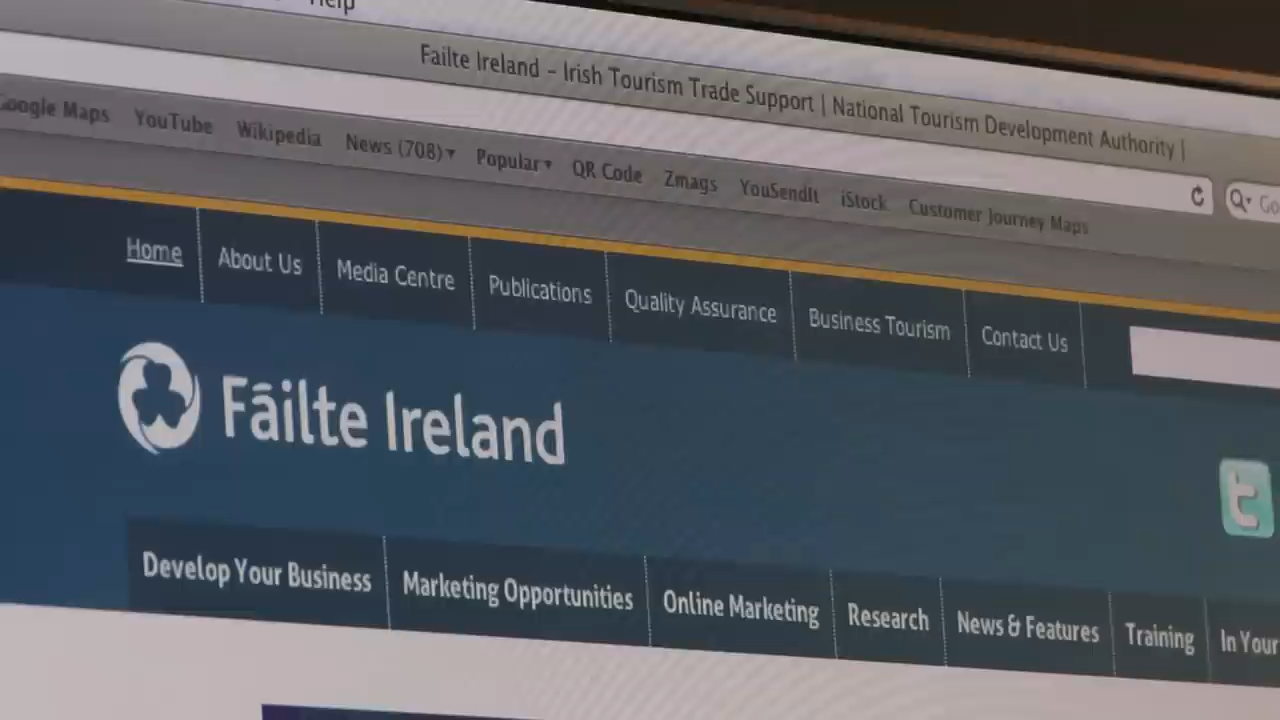 Help
Failte Ireland – Irish Tourism Trade Support | National Tourism Development Authority |
Google Maps YouTube Wikipedia News (708)▾ Popular▾ QR Code Zmags YouSendIt iStock Customer Journey Maps
Home About Us Media Centre Publications Quality Assurance Business Tourism Contact Us
Fáilte Ireland
t
Develop Your Business Marketing Opportunities Online Marketing Research News & Features Training In Your